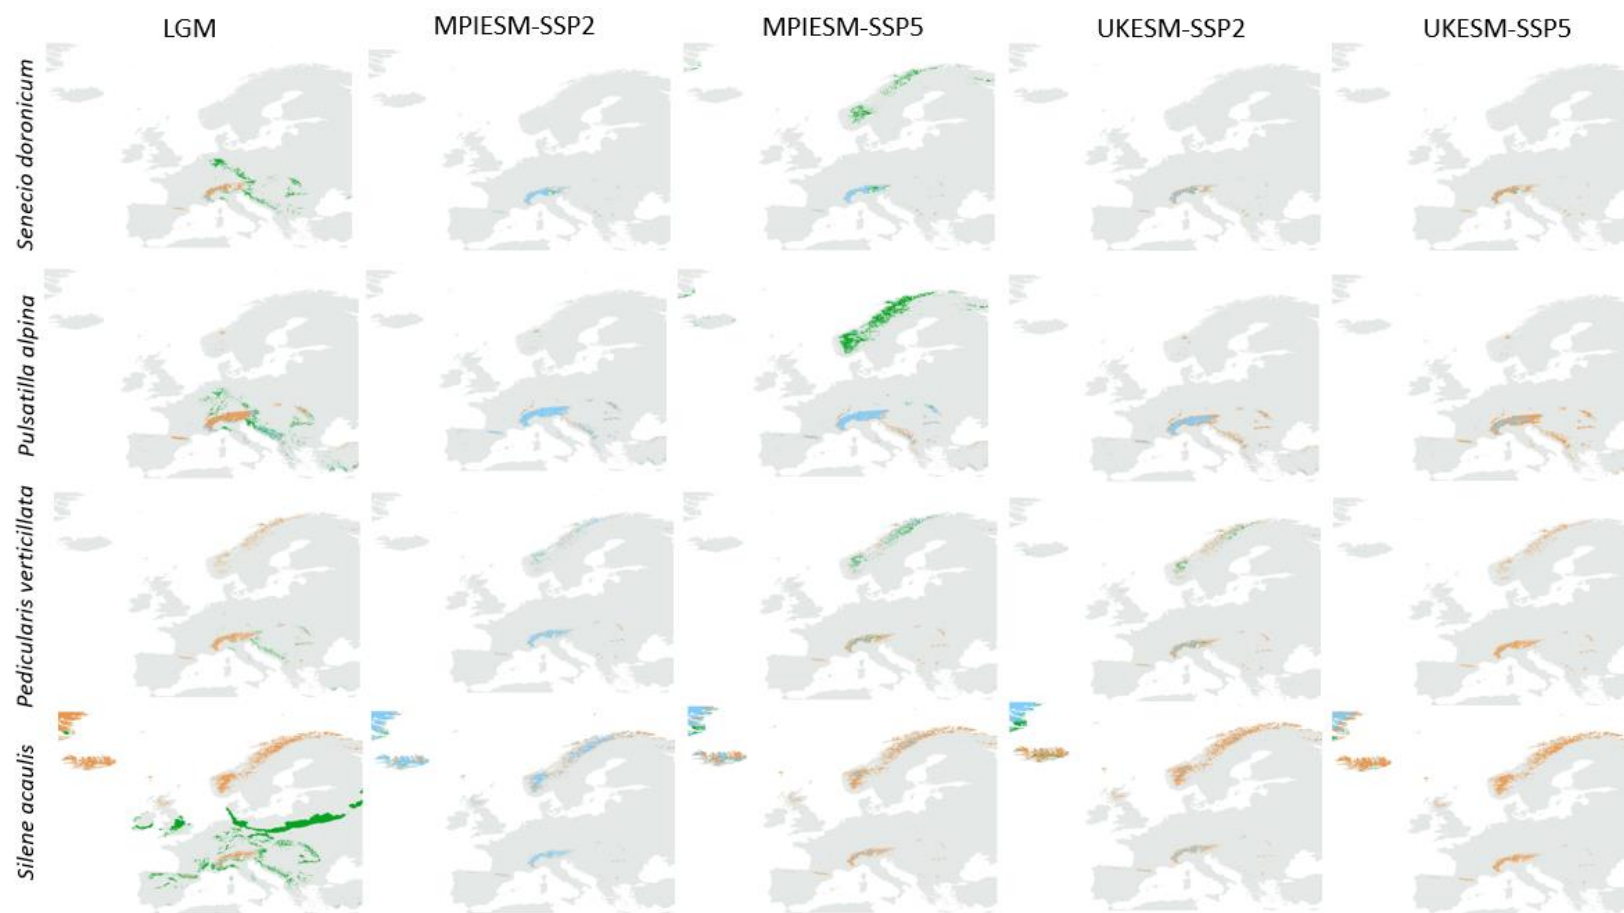 LGM
MPIESM-SSP2
MPIESM-SSP5
UKESM-SSP2
UKESM-SSP5
Senecio doronicum
Pulsatilla alpina
Pedicularis verticillata
Silene acaulis